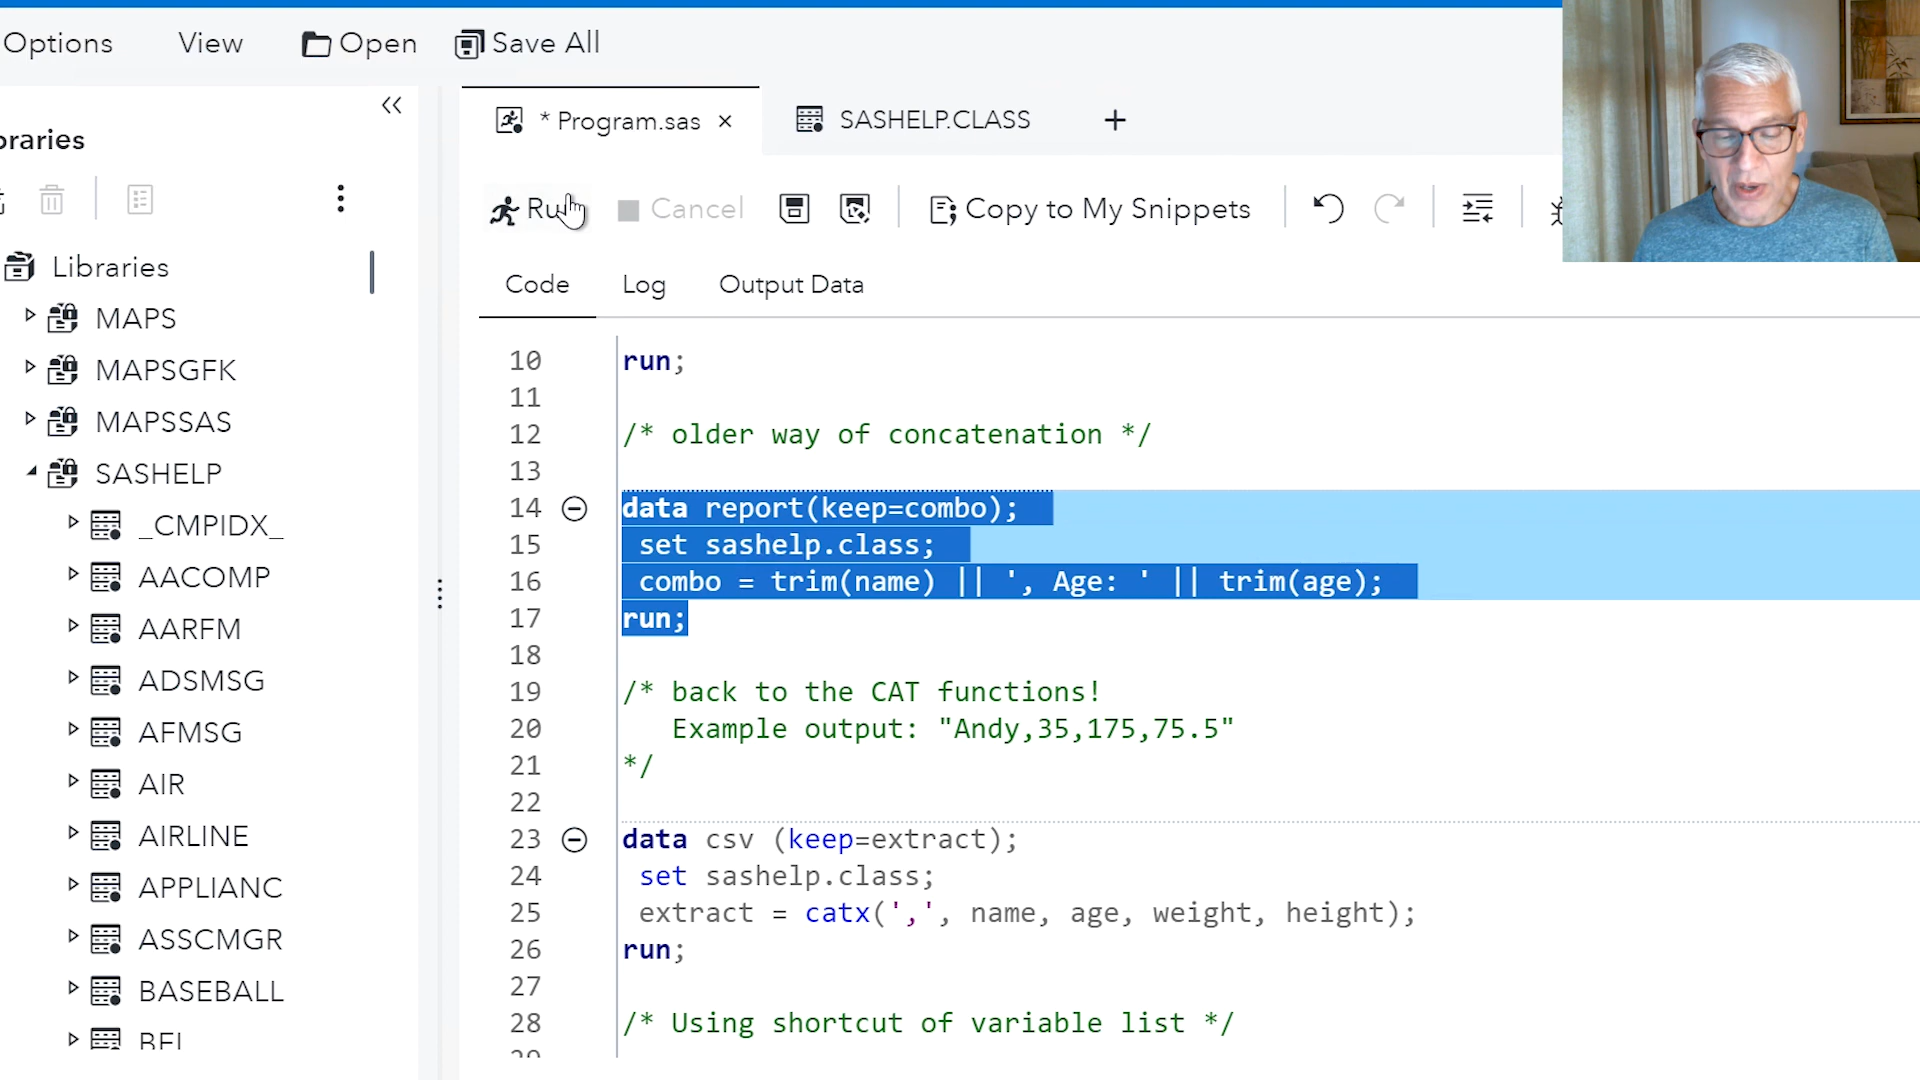 Options View Open Save All
braries
* Program.sas × SASHELP.CLASS +
Run Cancel Copy to My Snippets
Code Log Output Data
Libraries
MAPS
MAPSGFK
MAPSSAS
SASHELP
_CMPIDX_
AACOMP
AARFM
ADSMSG
AFMSG
AIR
AIRLINE
APPLIANC
ASSCMGR
BASEBALL
10 run;
11
12 /* older way of concatenation */
13
14 data report(keep=combo);
15 set sashelp.class;
16 combo = trim(name) || ', Age: ' || trim(age);
17 run;
18
19 /* back to the CAT functions!
20 Example output: "Andy,35,175,75.5"
21 */
22
23 data csv (keep=extract);
24 set sashelp.class;
25 extract = catx(',', name, age, weight, height);
26 run;
27
28 /* Using shortcut of variable list */